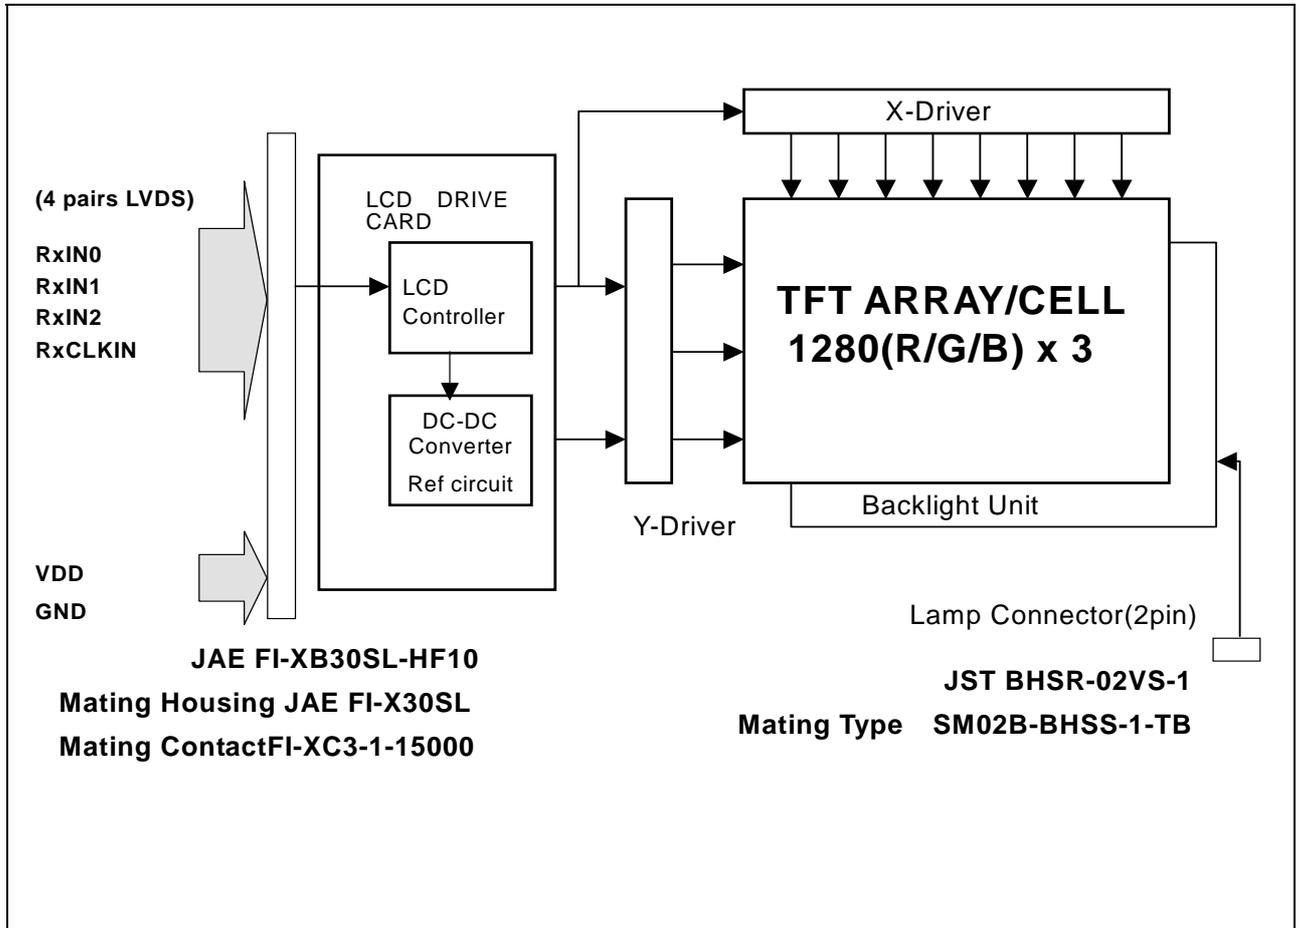 X-Driver
(4 pairs LVDS)
RxIN0
RxIN1
RxIN2
RxCLKIN
LCD DRIVE
CARD
LCD
Controller
DC-DC
Converter
Ref circuit
TFT ARRAY/CELL
1280(R/G/B) x 3
Backlight Unit
Y-Driver
VDD
GND
Lamp Connector(2pin)
JAE FI-XB30SL-HF10
Mating Housing JAE FI-X30SL
Mating ContactFI-XC3-1-15000
JST BHSR-02VS-1
Mating Type SM02B-BHSS-1-TB